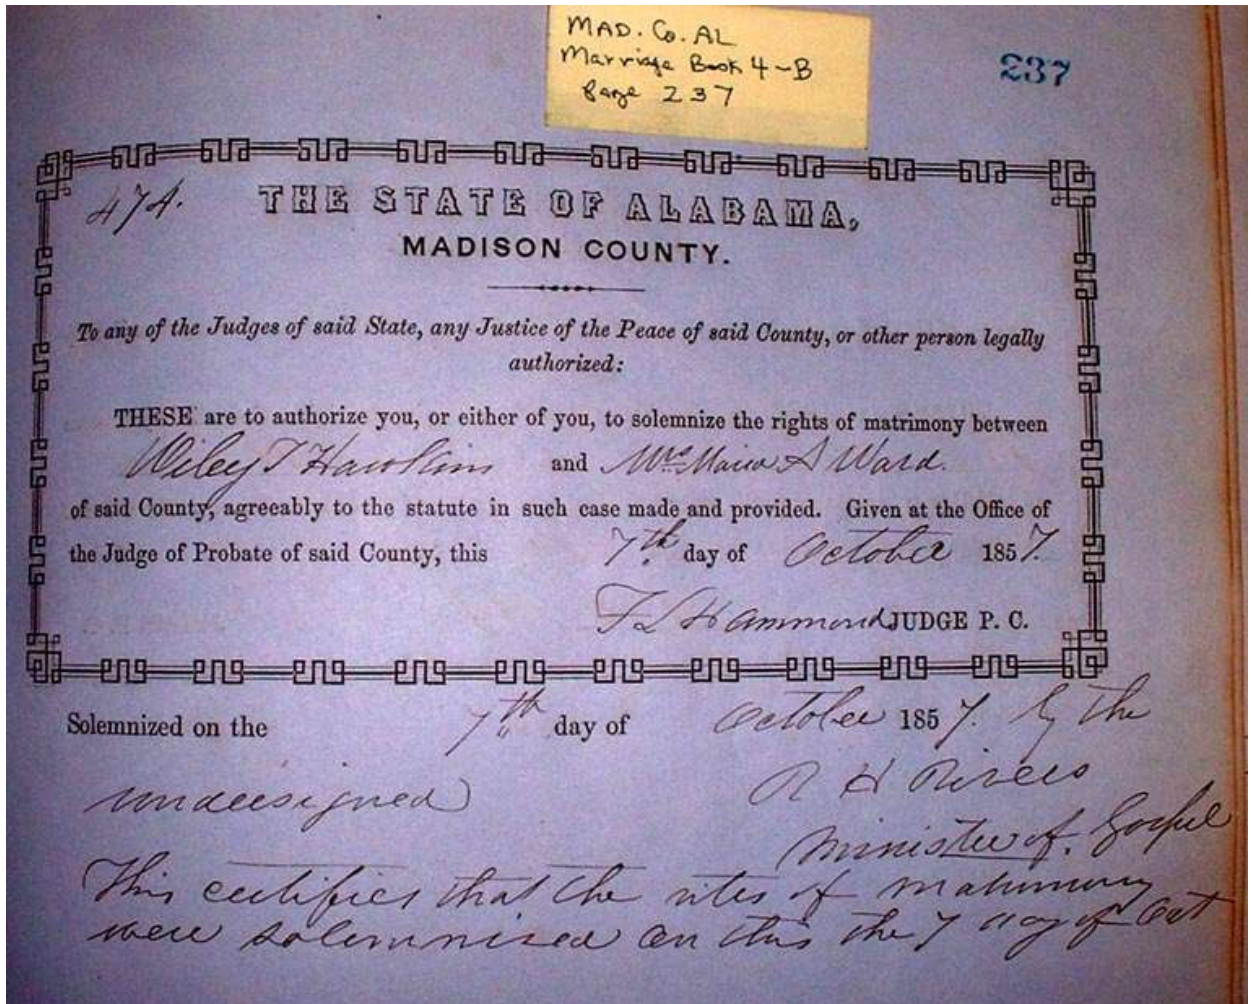 MAD. Co. AL
Marriage Book 4-B
Page 237
237
474.
THE STATE OF ALABAMA,
MADISON COUNTY.
To any of the Judges of said State, any Justice of the Peace of said County, or other person legally
authorized:
THESE are to authorize you, or either of you, to solemnize the rights of matrimony between
Wiley T Hawkins and Mrs Maria A Ward.
of said County, agreeably to the statute in such case made and provided. Given at the Office of
the Judge of Probate of said County, this 7th day of October 1857.
F L Hammond JUDGE P. C.
Solemnized on the 7th day of October 1857. by the
undersigned R H Rivers
Minister of Gospel
This certifies that the rites of matrimony
were solemnised on this the 7 day of Oct